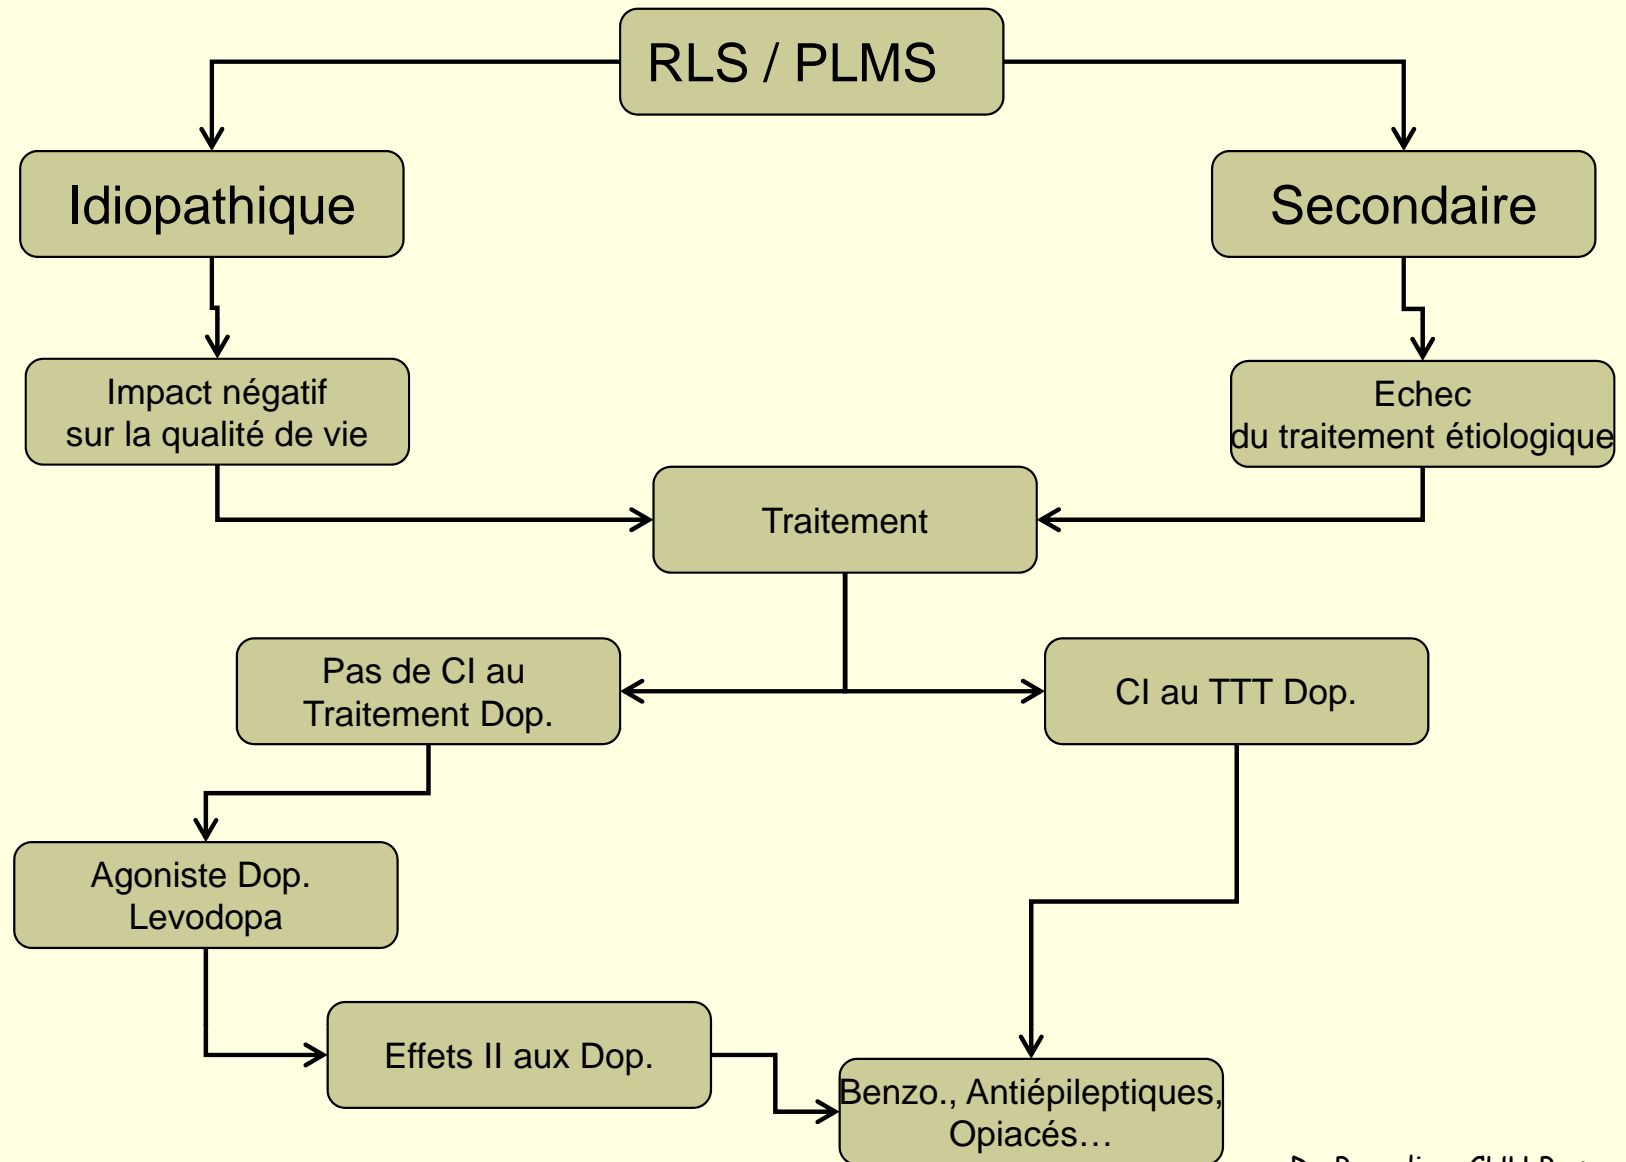 RLS / PLMS
Idiopathique
Secondaire
Impact négatif
sur la qualité de vie
Echec
du traitement étiologique
Traitement
Pas de CI au
Traitement Dop.
CI au TTT Dop.
Agoniste Dop.
Levodopa
Effets II aux Dop.
Benzo., Antiépileptiques,
Opiacés…
CHU